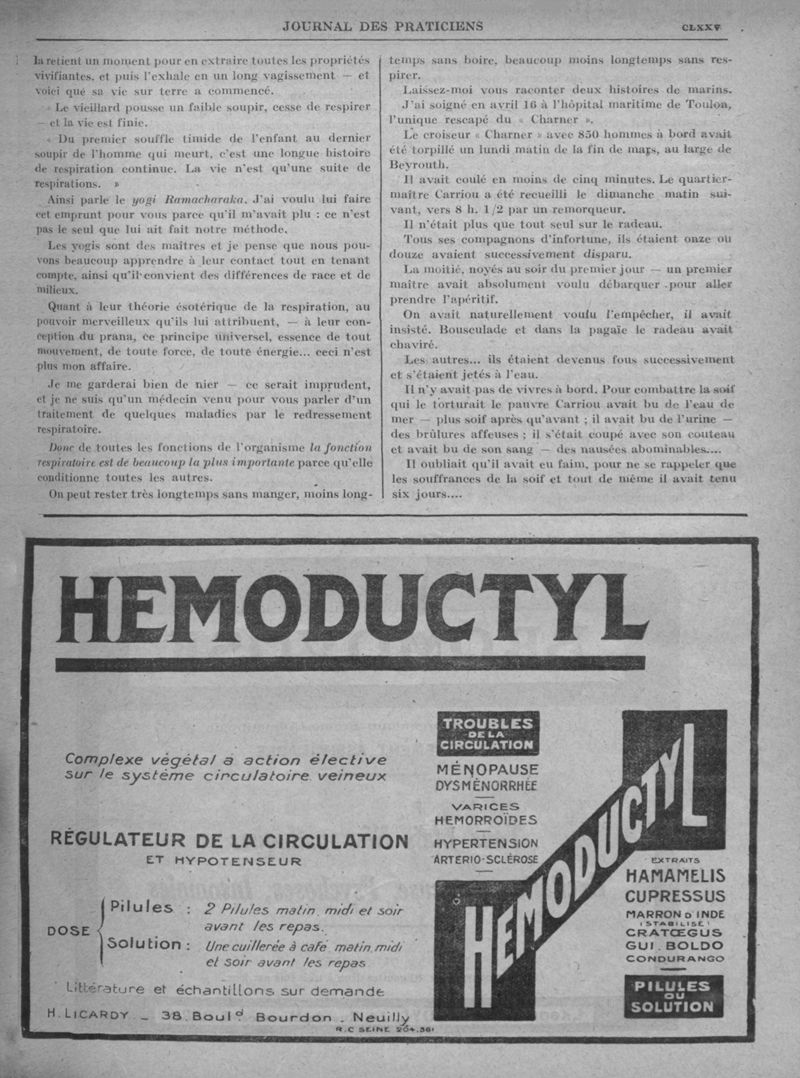 JOURNAL DES PRATICIENS
CLXXV
la retient un moment pour en extraire toutes les propriétés
vivifiantes, et puis l'exhale en un long vagissement — et
voici que sa vie sur terre a commencé.
« Le vieillard pousse un faible soupir, cesse de respirer
— et la vie est finie.
« Du premier souffle timide de l'enfant au dernier
soupir de l'homme qui meurt, c'est une longue histoire
de respiration continue. La vie n'est qu'une suite de
respirations. »
Ainsi parle le yogi Ramacharaka. J'ai voulu lui faire
cet emprunt pour vous parce qu'il m'avait plu : ce n'est
pas le seul que lui ait fait notre méthode.
Les yogis sont des maîtres et je pense que nous pou-
vons beaucoup apprendre à leur contact tout en tenant
compte, ainsi qu'il convient des différences de race et de
milieux.
Quant à leur théorie ésotérique de la respiration, au
pouvoir merveilleux qu'ils lui attribuent, — à leur con-
ception du prana, ce principe universel, essence de tout
mouvement, de toute force, de toute énergie... ceci n'est
plus mon affaire.
Je me garderai bien de nier — ce serait imprudent,
et je ne suis qu'un médecin venu pour vous parler d'un
traitement de quelques maladies par le redressement
respiratoire.
Donc de toutes les fonctions de l'organisme la fonction
respiratoire est de beaucoup la plus importante parce qu'elle
conditionne toutes les autres.
On peut rester très longtemps sans manger, moins long-
temps sans boire, beaucoup moins longtemps sans res-
pirer.
Laissez-moi vous raconter deux histoires de marins.
J'ai soigné en avril 16 à l'hôpital maritime de Toulon,
l'unique rescapé du « Charner ».
Le croiseur « Charner » avec 850 hommes à bord avait
été torpillé un lundi matin de la fin de mars, au large de
Beyrouth.
Il avait coulé en moins de cinq minutes. Le quartier-
maître Carriou a été recueilli le dimanche matin sui-
vant, vers 8 h. 1/2 par un remorqueur.
Il n'était plus que tout seul sur le radeau.
Tous ses compagnons d'infortune, ils étaient onze ou
douze avaient successivement disparu.
La moitié, noyés au soir du premier jour — un premier
maître avait absolument voulu débarquer pour aller
prendre l'apéritif.
On avait naturellement voulu l'empêcher, il avait
insisté. Bousculade et dans la pagaïe le radeau avait
chaviré.
Les autres... ils étaient devenus fous successivement
et s'étaient jetés à l'eau.
Il n'y avait pas de vivres à bord. Pour combattre la soif
qui le torturait le pauvre Carriou avait bu de l'eau de
mer — plus soif après qu'avant ; il avait bu de l'urine —
des brûlures affeuses ; il s'était coupé avec son couteau
et avait bu de son sang — des nausées abominables....
Il oubliait qu'il avait eu faim, pour ne se rappeler que
les souffrances de la soif et tout de même il avait tenu
six jours....
HEMODUCTYL
Complexe végétal a action élective
sur le système circulatoire veineux
RÉGULATEUR DE LA CIRCULATION
ET HYPOTENSEUR
DOSE
Pilules : 2 Pilules matin midi et soir
avant les repas.
Solution : Une cuillerée à café matin midi
et soir avant les repas
Littérature et échantillons sur demande
H. LICARDY _ 38. Boul.d Bourdon . Neuilly
R.C SEINE 204.361
TROUBLES
DE LA
CIRCULATION
MÉNOPAUSE
DYSMÉNORRHÉE
VARICES
HEMORROÏDES
HYPERTENSION
ARTERIO-SCLÉROSE
HEMODUCTYL
EXTRAITS
HAMAMELIS
CUPRESSUS
MARRON D'INDE
(STABILISÉ)
CRATŒGUS
GUI. BOLDO
CONDURANGO
PILULES
OU
SOLUTION